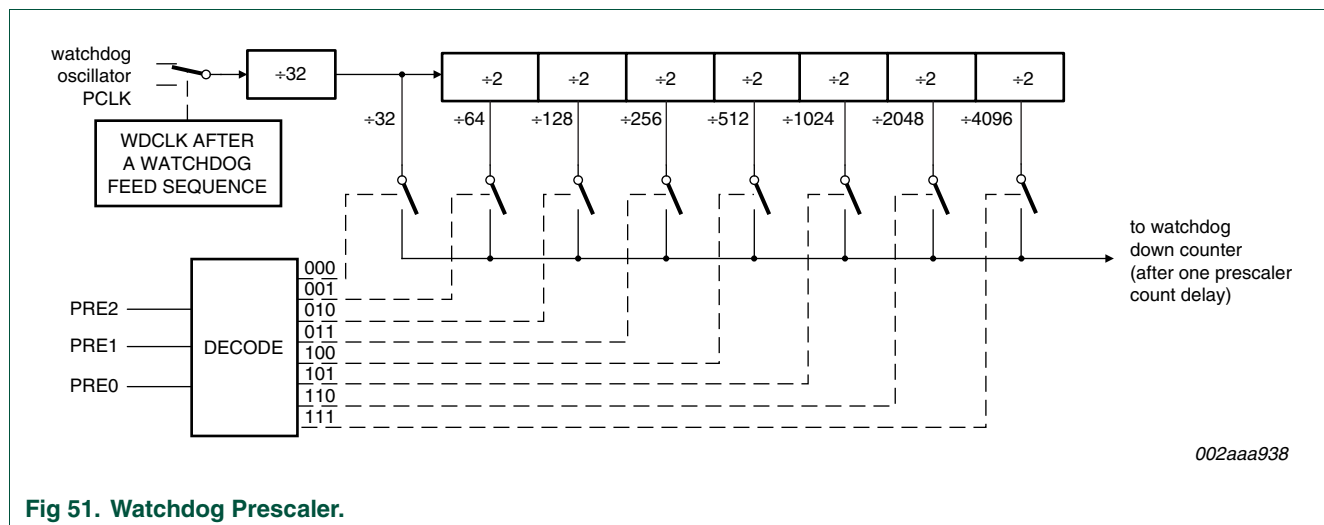 watchdog
oscillator
PCLK
÷32
÷2
÷2
÷2
÷2
÷2
÷2
÷2
÷32
÷64
÷128
÷256
÷512
÷1024
÷2048
÷4096
WDCLK AFTER
A WATCHDOG
FEED SEQUENCE
to watchdog
down counter
(after one prescaler
count delay)
PRE2
PRE1
PRE0
DECODE
000
001
010
011
100
101
110
111
002aaa938
Fig 51. Watchdog Prescaler.